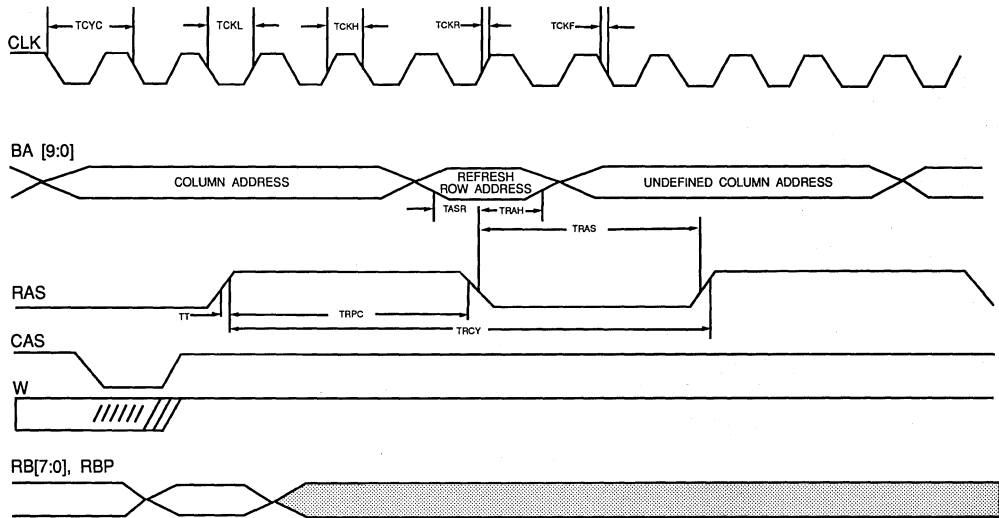 TCYC TCKL TCKH TCKR TCKF
CLK
BA [9:0]
COLUMN ADDRESS
REFRESH
ROW ADDRESS
UNDEFINED COLUMN ADDRESS
TASR TRAH
TRAS
RAS
TT TRPC
TRCY
CAS
W
RB[7:0], RBP